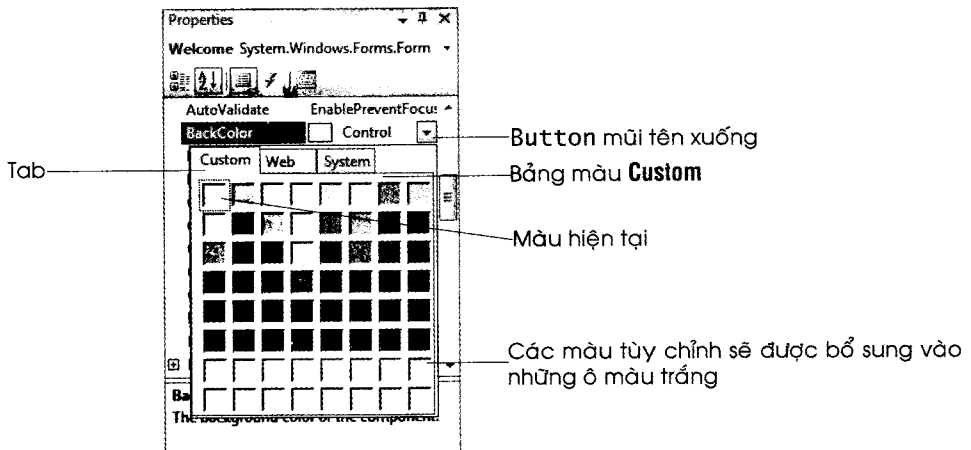 Properties
Welcome System.Windows.Forms.Form
AutoValidate EnablePreventFocus
BackColor Control
Button mũi tên xuống
Custom Web System
Tab
Bảng màu Custom
Màu hiện tại
Các màu tùy chỉnh sẽ được bổ sung vào
những ô màu trắng
Ba
The background color of the component.